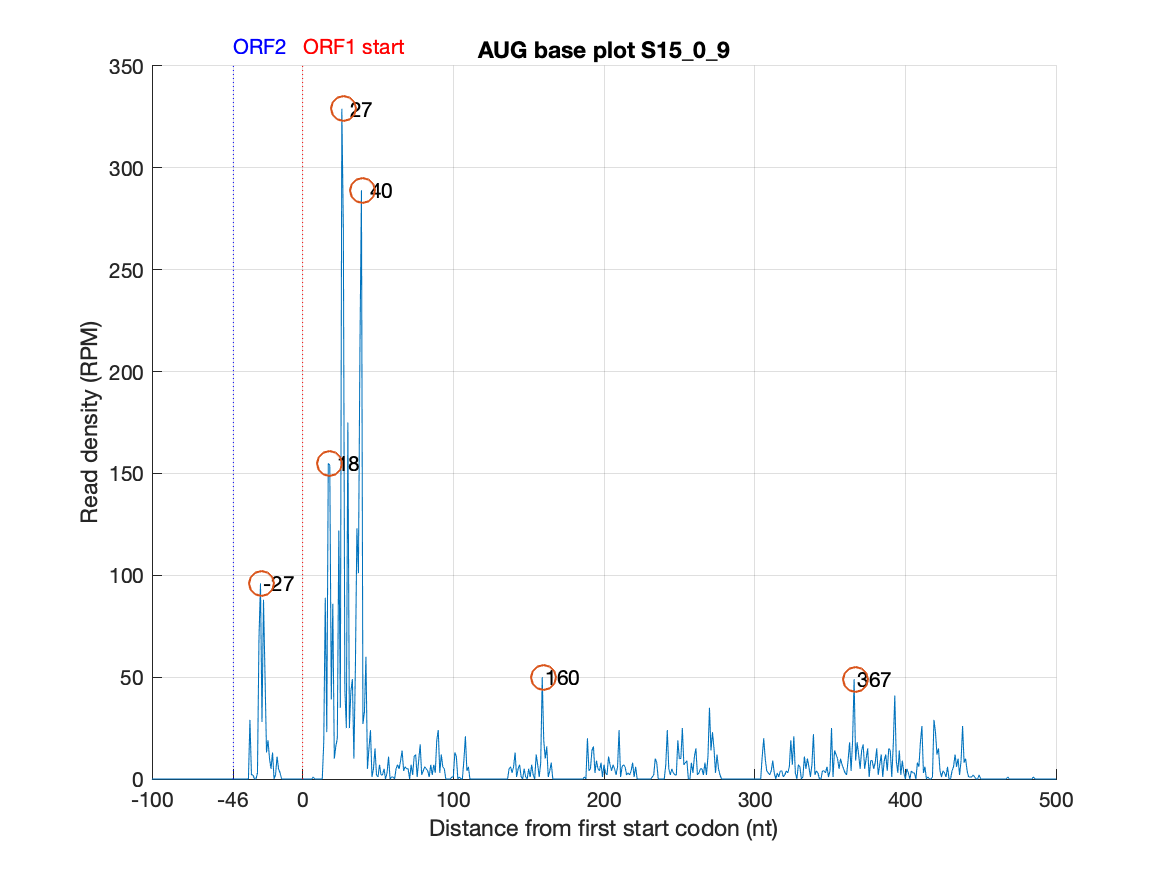 ORF2 ORF1 start
AUG base plot S15_0_9
350
300
250
200
150
100
50
0
27
40
18
-27
160
367
-100 -46 0 100 200 300 400 500
Distance from first start codon (nt)
Read density (RPM)